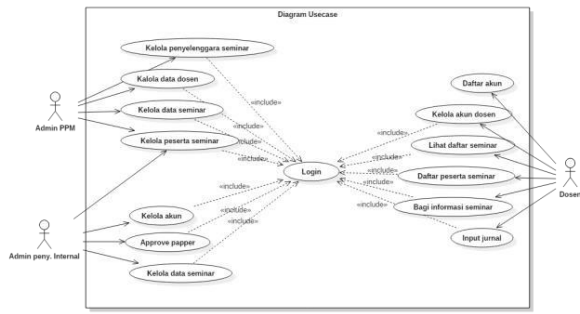 Diagram Usecase
Kelola penyelenggara seminar
Kalola data dosen
Daftar akun
«include»
Kelola data seminar
«include»
Kelola akun dosen
Admin PPM
«include»
«include»
Kelola peserta seminar
«include»
Lihat daftar seminar
«include»
«include»
Login
Daftar peserta seminar
«include»
«include»
Dosen
Kelola akun
«include»
«include»
Bagi informasi seminar
«include»
Approve papper
Input jurnal
Admin peny. Internal
Kelola data seminar